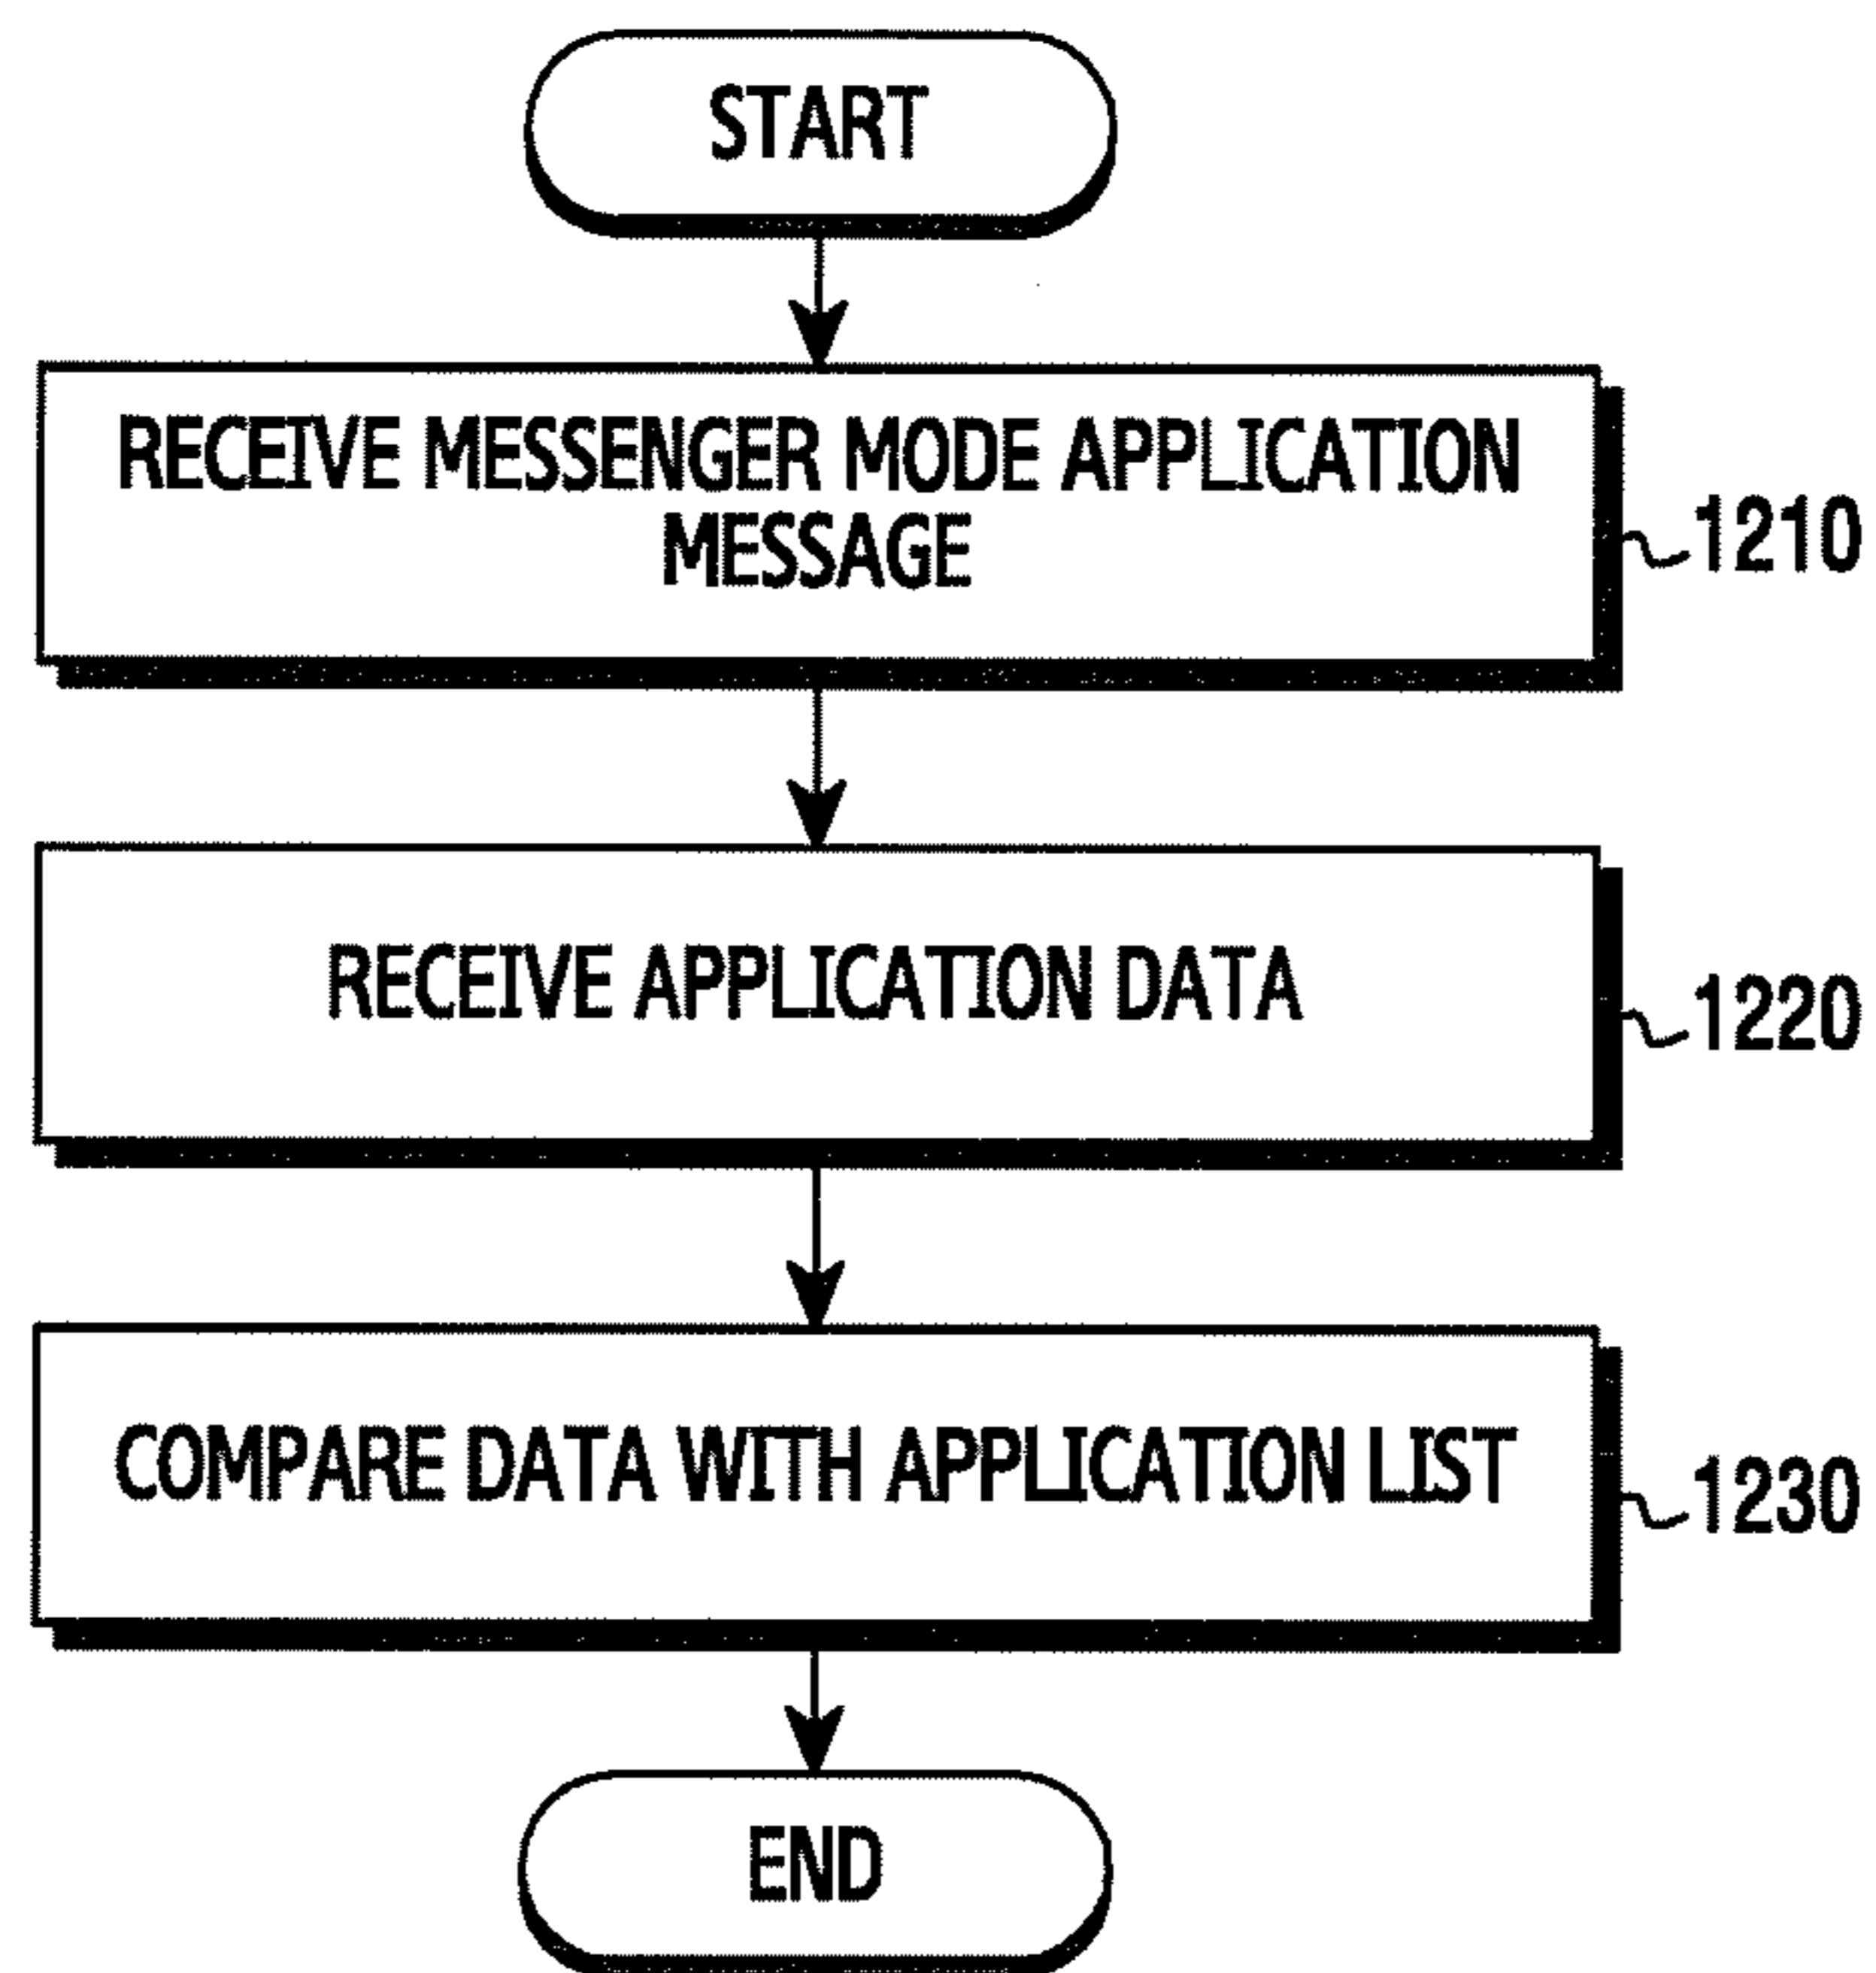 START
RECEIVE MESSENGER MODE APPLICATION
MESSAGE
1210
RECEIVE APPLICATION DATA
1220
COMPARE DATA WITH APPLICATION LIST
1230
END